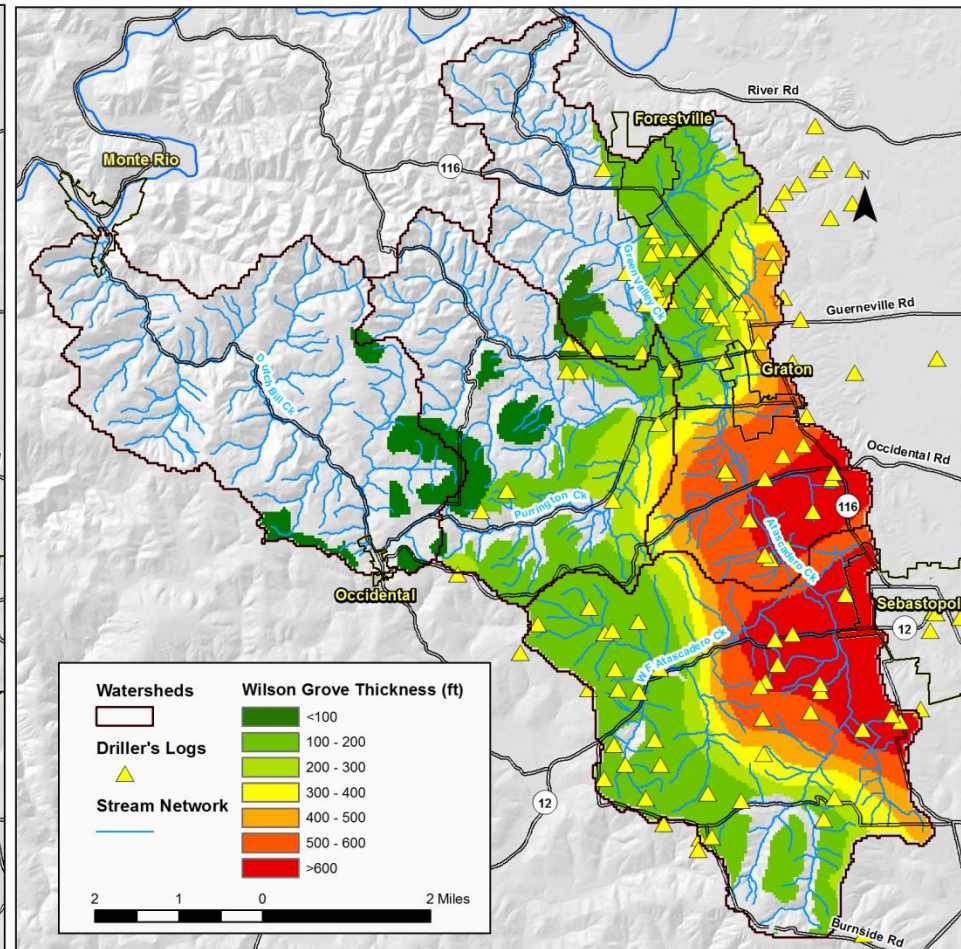 River Rd
Forestville
Monte Rio
116
N
Green Valley Ck
Guerneville Rd
Graton
Dutch Bill Ck
Occidental Rd
Purrington Ck
116
Atascadero Ck
Occidental
Sebastopol
12
W F Atascadero Ck
12
Burnside Rd
Watersheds
Driller's Logs
Stream Network
Wilson Grove Thickness (ft)
<100
100 - 200
200 - 300
300 - 400
400 - 500
500 - 600
>600
2 1 0 2 Miles